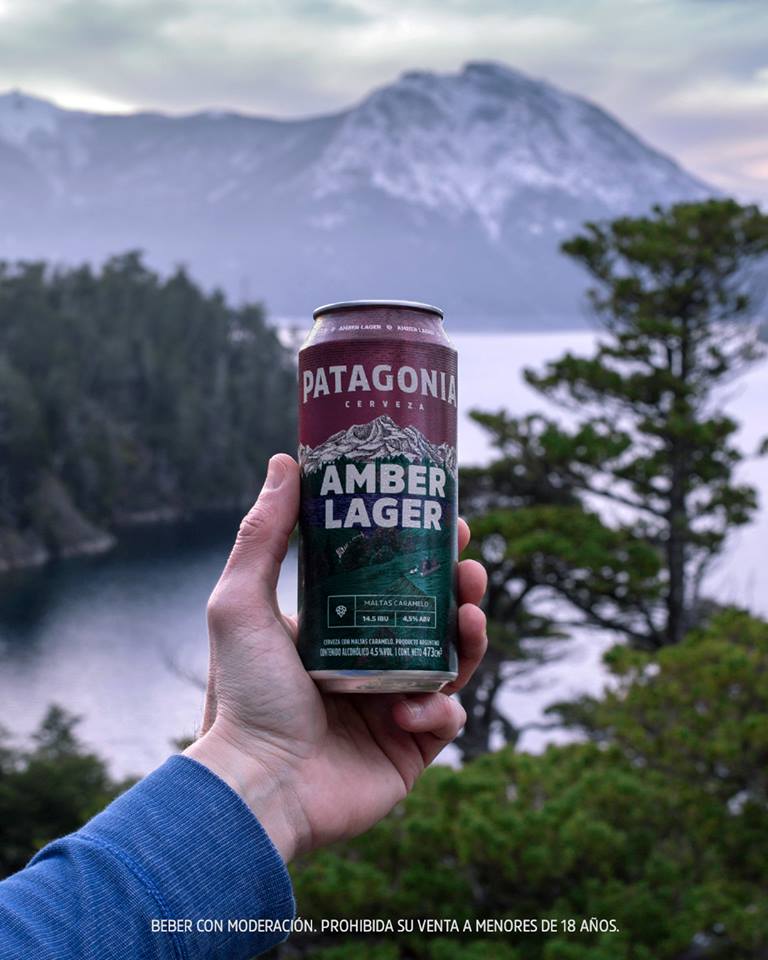 AMBER LAGER AMBER LAGER
PATAGONIA
CERVEZA
AMBER
LAGER
MALTAS CARAMELO
14.5 IBU 4,5% ABV
CERVEZA CON MALTAS CARAMELO. PRODUCTO ARGENTINO
CONTENIDO ALCOHÓLICO 4,5%VOL. | CONT. NETO 473cm³
BEBER CON MODERACIÓN. PROHIBIDA SU VENTA A MENORES DE 18 AÑOS.